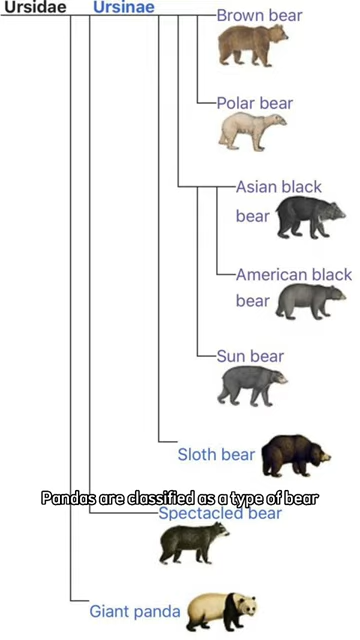 Ursidae Ursinae
Brown bear
Polar bear
Asian black
bear
American black
bear
Sun bear
Sloth bear
Pandas are classified as a type of bear
Spectacled bear
Giant panda